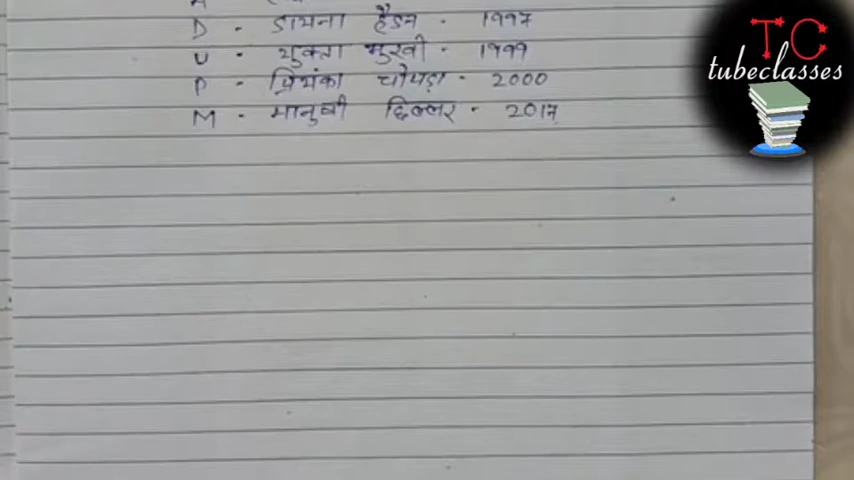 D - डायना हैडन - 1997
U - युक्ता मुखी - 1999
P - प्रियंका चोपड़ा - 2000
M - मानुषी छिल्लर - 2017
TC
tubeclasses